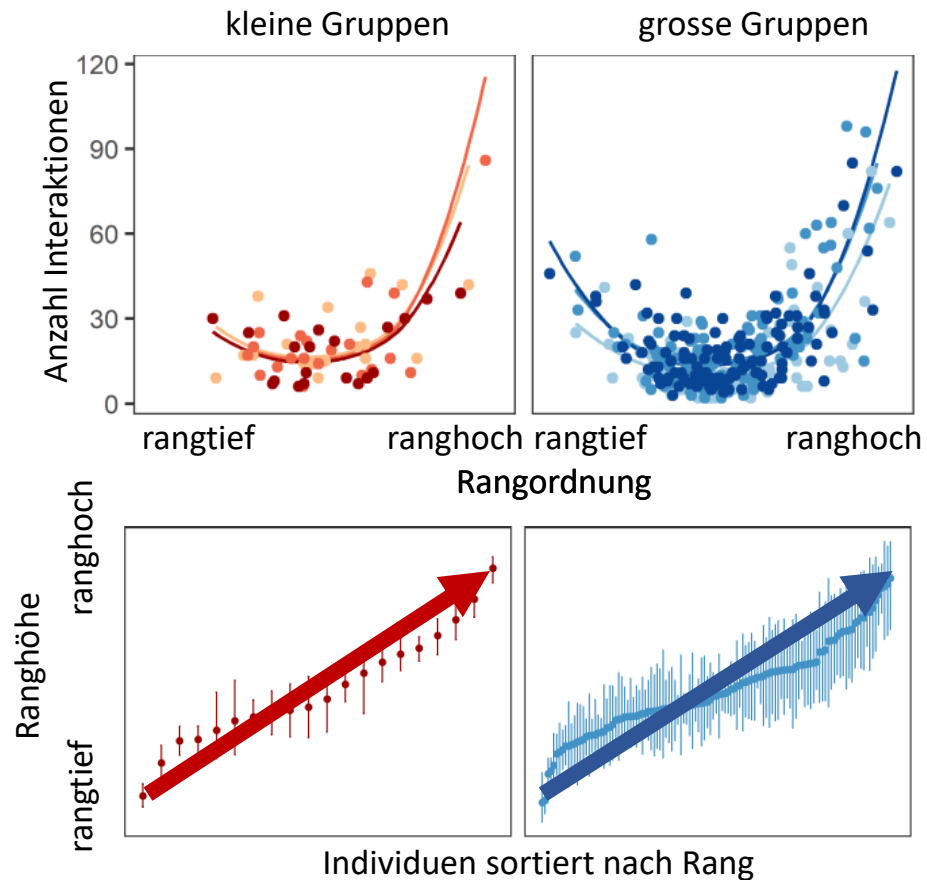 kleine Gruppen
grosse Gruppen
Anzahl Interaktionen
120
90
60
30
0
rangtief
ranghoch
rangtief
ranghoch
Rangordnung
Ranghöhe
ranghoch
rangtief
Individuen sortiert nach Rang